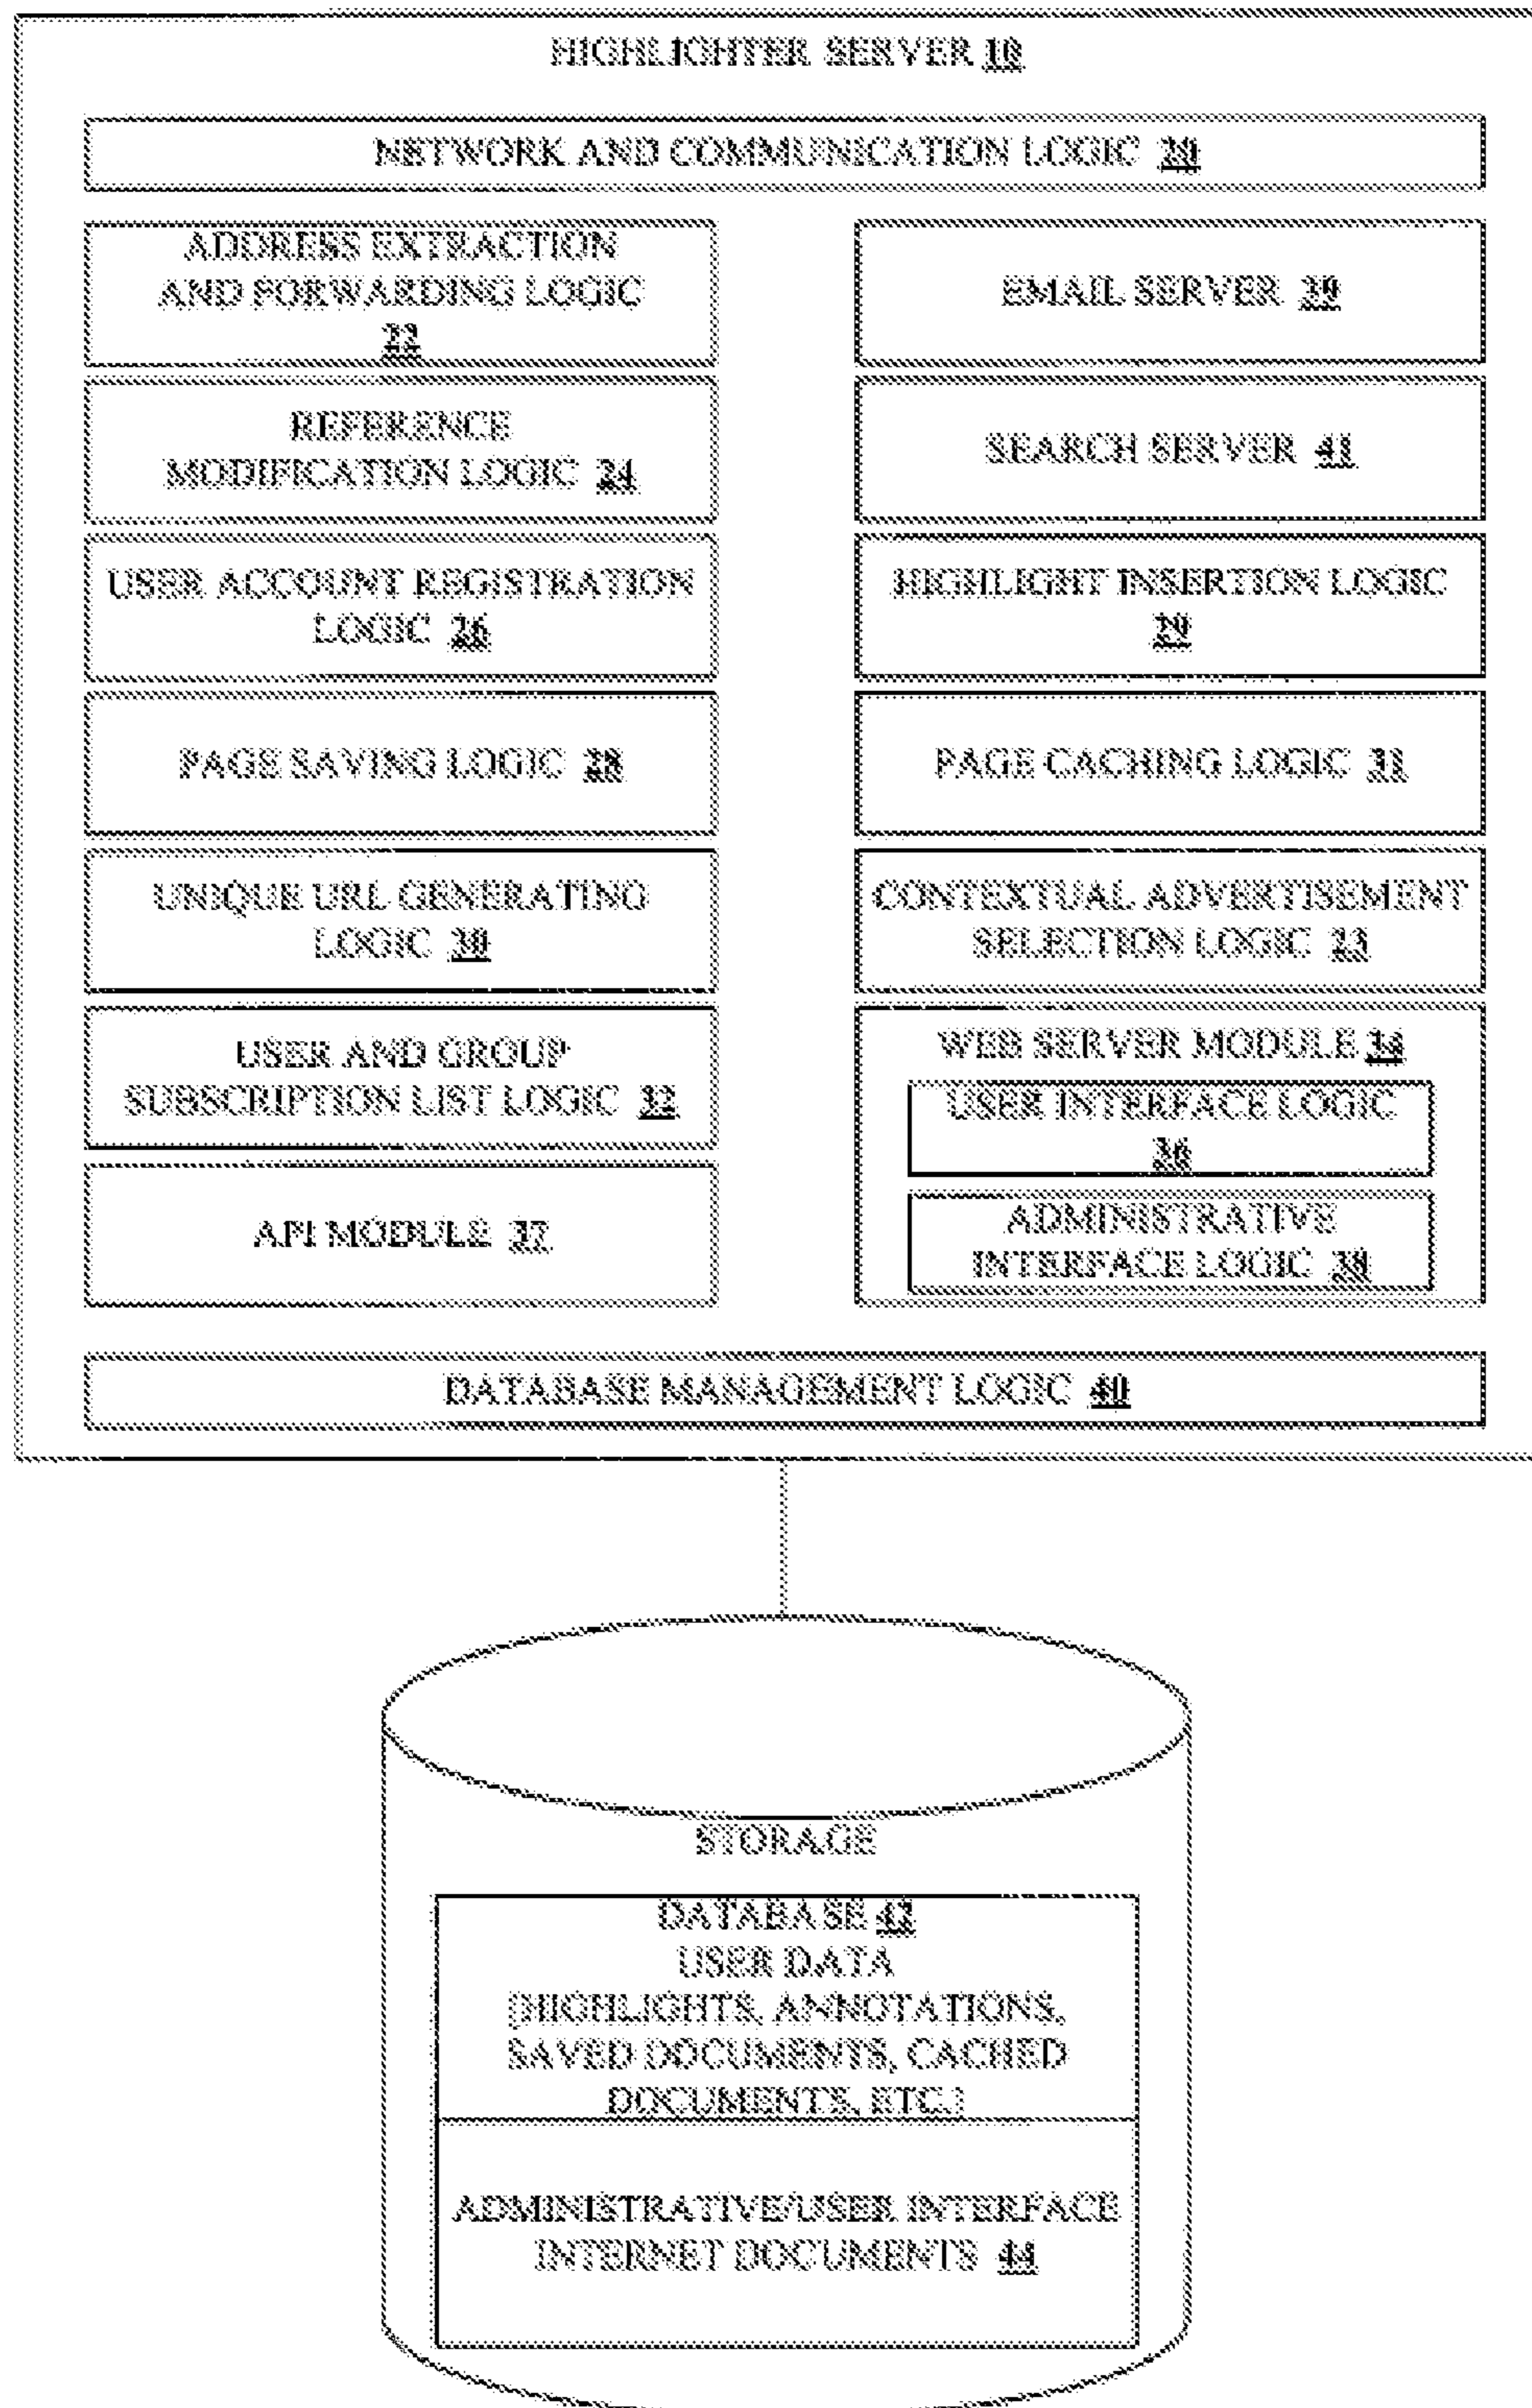 HIGHLIGHTER SERVER 10
NETWORK AND COMMUNICATION LOGIC 20
ADDRESS EXTRACTION
AND FORWARDING LOGIC
22
REFERENCE
MODIFICATION LOGIC 24
USER ACCOUNT REGISTRATION
LOGIC 26
PAGE SAVING LOGIC 28
UNIQUE URL GENERATING
LOGIC 30
USER AND GROUP
SUBSCRIPTION LIST LOGIC 32
API MODULE 37
EMAIL SERVER 39
SEARCH SERVER 41
HIGHLIGHT INSERTION LOGIC
29
PAGE CACHING LOGIC 31
CONTEXTUAL ADVERTISEMENT
SELECTION LOGIC 23
WEB SERVER MODULE 34
USER INTERFACE LOGIC
36
ADMINISTRATIVE
INTERFACE LOGIC 38
DATABASE MANAGEMENT LOGIC 40
STORAGE
DATABASE 42
USER DATA
[HIGHLIGHTS, ANNOTATIONS,
SAVED DOCUMENTS, CACHED
DOCUMENTS, ETC.]
ADMINISTRATIVE/USER INTERFACE
INTERNET DOCUMENTS 44